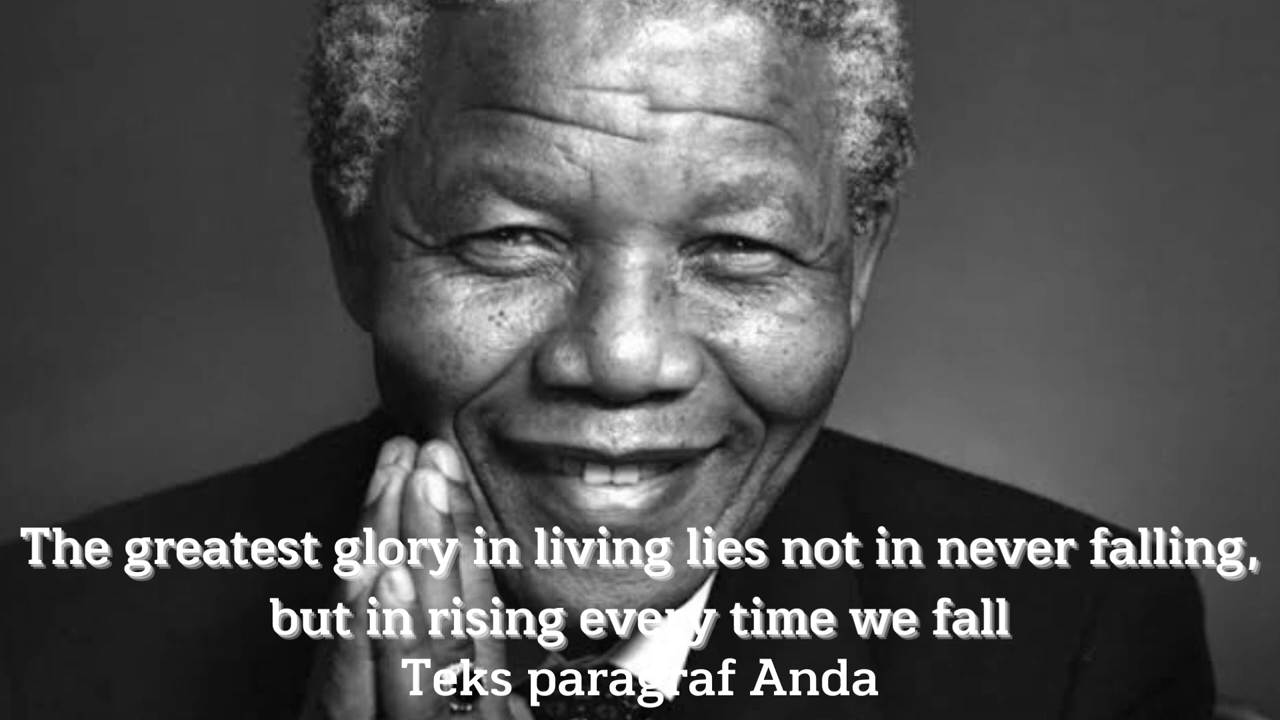 The greatest glory in living lies not in never falling,
but in rising every time we fall
Teks paragraf Anda